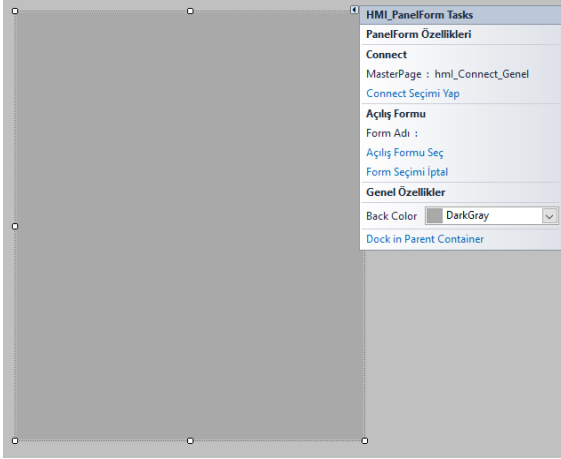 HMI_PanelForm Tasks
PanelForm Özellikleri
Connect
MasterPage : hml_Connect_Genel
Connect Seçimi Yap
Açılış Formu
Form Adı :
Açılış Formu Seç
Form Seçimi İptal
Genel Özellikler
Back Color DarkGray
Dock in Parent Container